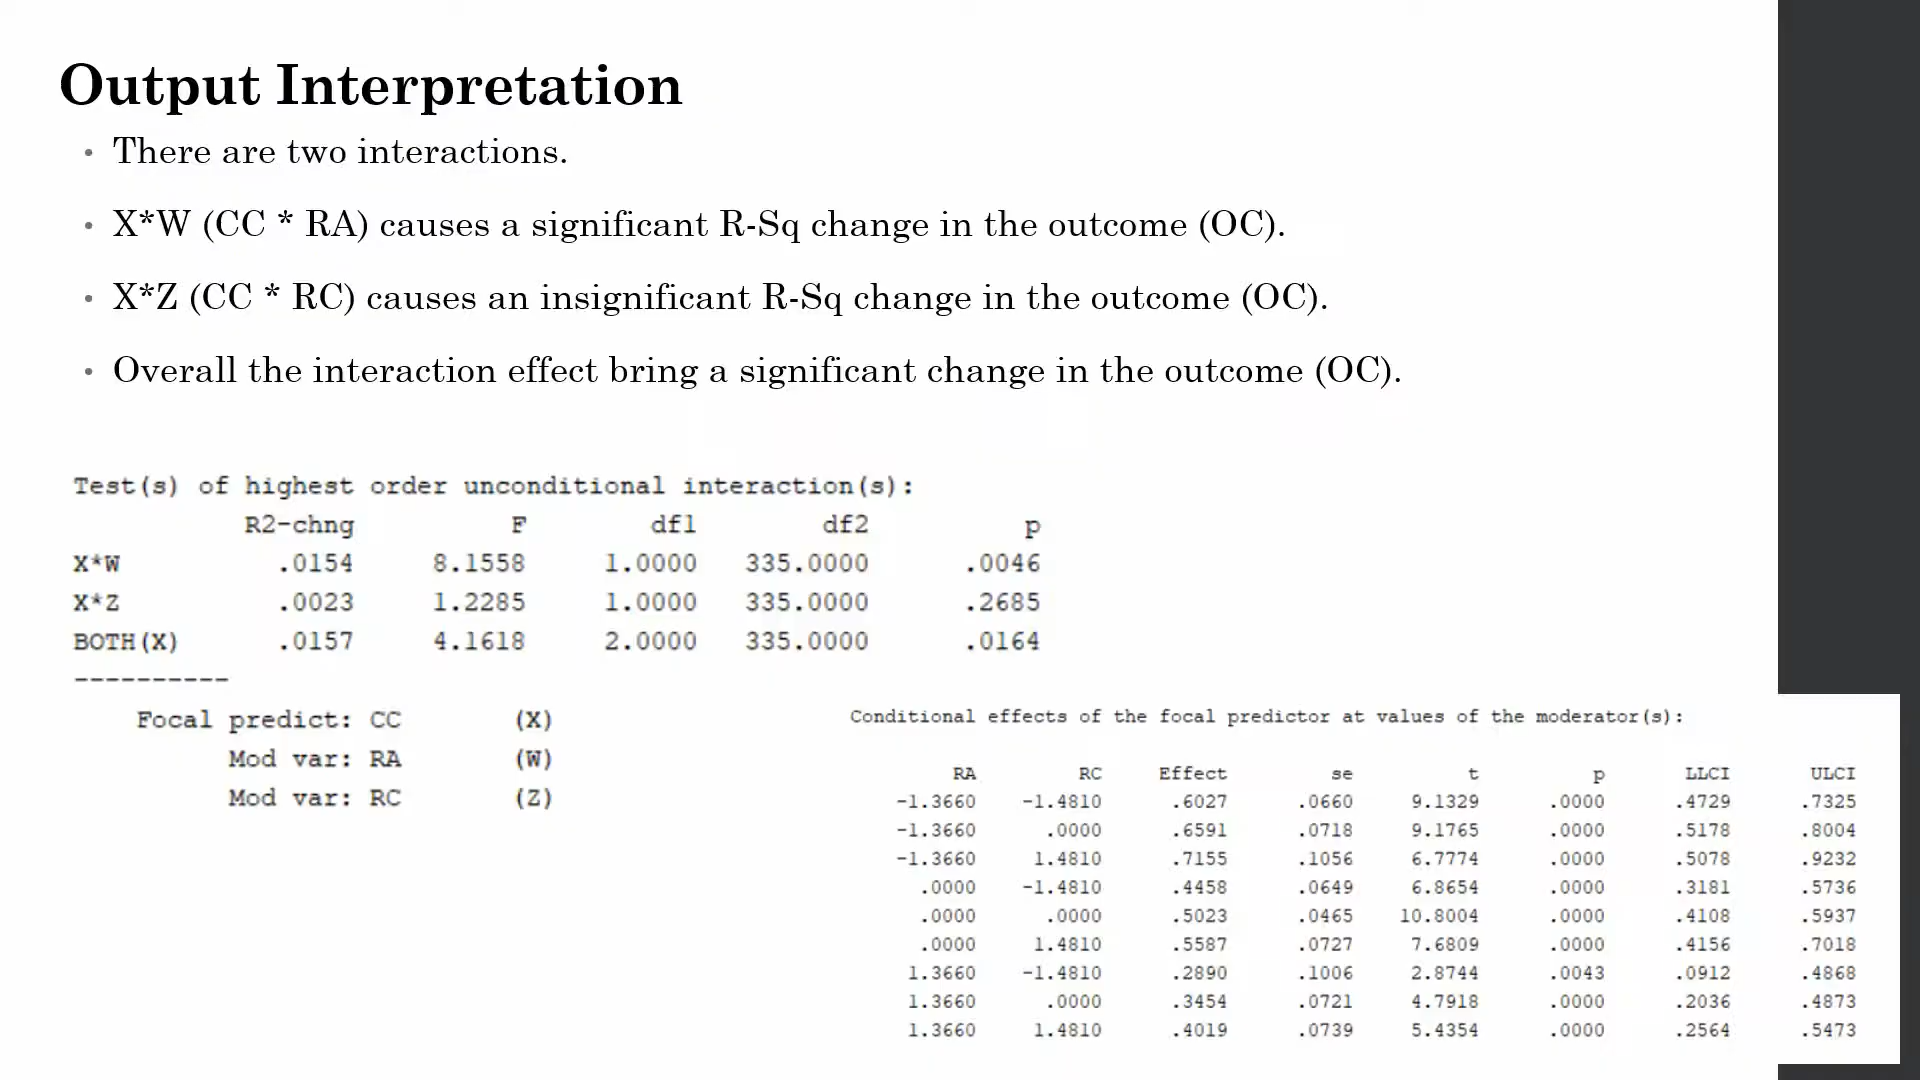 Output Interpretation
• There are two interactions.
• X*W (CC * RA) causes a significant R-Sq change in the outcome (OC).
• X*Z (CC * RC) causes an insignificant R-Sq change in the outcome (OC).
• Overall the interaction effect bring a significant change in the outcome (OC).
Test(s) of highest order unconditional interaction(s):
R2-chng F df1 df2 p
X*W .0154 8.1558 1.0000 335.0000 .0046
X*Z .0023 1.2285 1.0000 335.0000 .2685
BOTH(X) .0157 4.1618 2.0000 335.0000 .0164
----------
Focal predict: CC (X)
Mod var: RA (W)
Mod var: RC (Z)
Conditional effects of the focal predictor at values of the moderator(s):
RA RC Effect se t p LLCI ULCI
-1.3660 -1.4810 .6027 .0660 9.1329 .0000 .4729 .7325
-1.3660 .0000 .6591 .0718 9.1765 .0000 .5178 .8004
-1.3660 1.4810 .7155 .1056 6.7774 .0000 .5078 .9232
.0000 -1.4810 .4458 .0649 6.8654 .0000 .3181 .5736
.0000 .0000 .5023 .0465 10.8004 .0000 .4108 .5937
.0000 1.4810 .5587 .0727 7.6809 .0000 .4156 .7018
1.3660 -1.4810 .2890 .1006 2.8744 .0043 .0912 .4868
1.3660 .0000 .3454 .0721 4.7918 .0000 .2036 .4873
1.3660 1.4810 .4019 .0739 5.4354 .0000 .2564 .5473